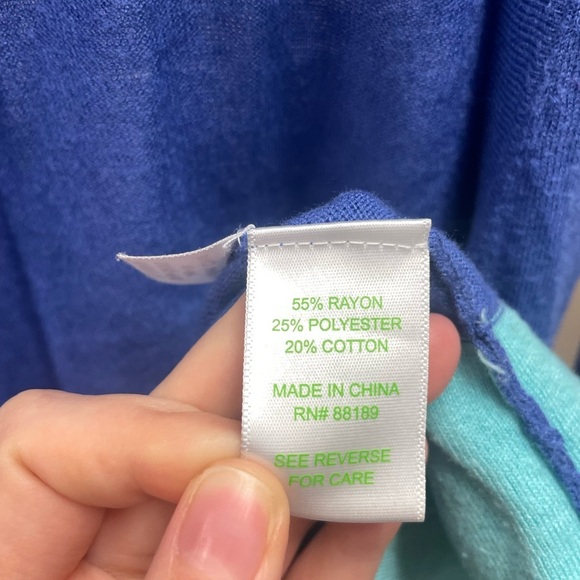 55% RAYON
25% POLYESTER
20% COTTON
MADE IN CHINA
RN# 88189
SEE REVERSE
FOR CARE